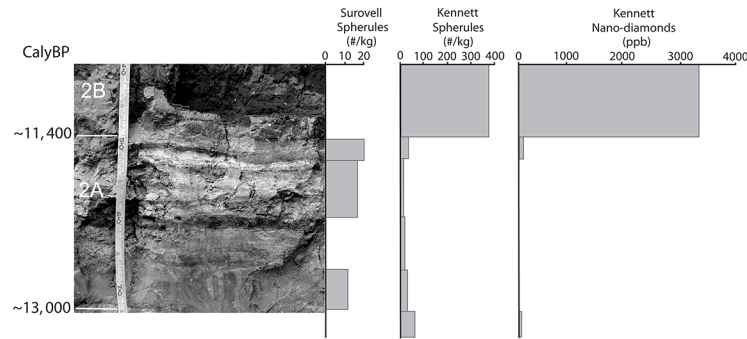 Surovell
Spherules
(#/kg)
Kennett
Spherules
(#/kg)
Kennett
Nano-diamonds
(ppb)
CalyBP
0 10 20
0 100 200 300 400
0 1000 2000 3000 4000
2B
~11,400
2A
~13,000